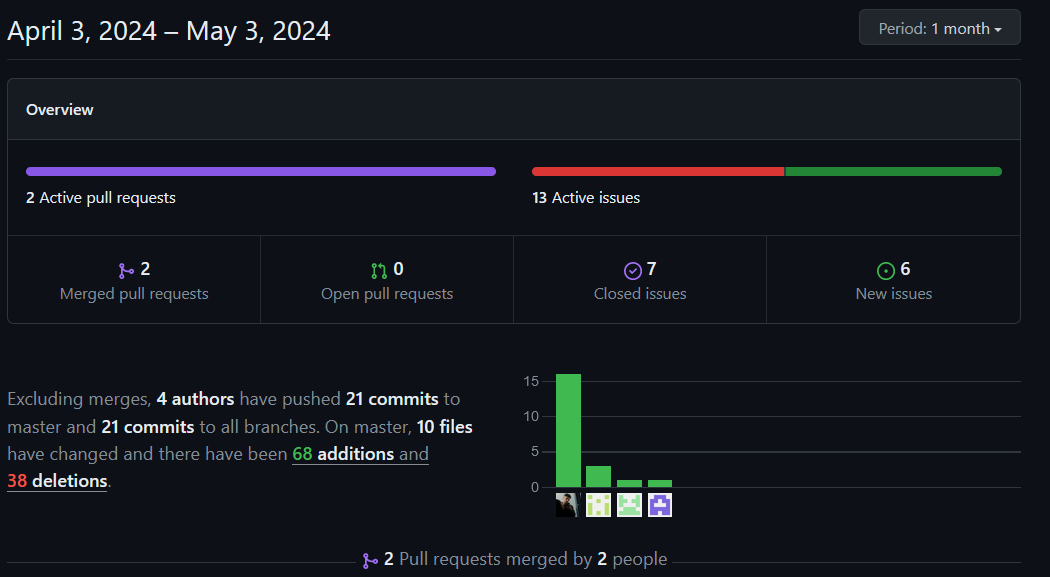 April 3, 2024 – May 3, 2024
Period: 1 month
Overview
2 Active pull requests
13 Active issues
2
Merged pull requests
0
Open pull requests
7
Closed issues
6
New issues
Excluding merges, 4 authors have pushed 21 commits to
master and 21 commits to all branches. On master, 10 files
have changed and there have been 68 additions and
38 deletions.
15
10
5
0
2 Pull requests merged by 2 people